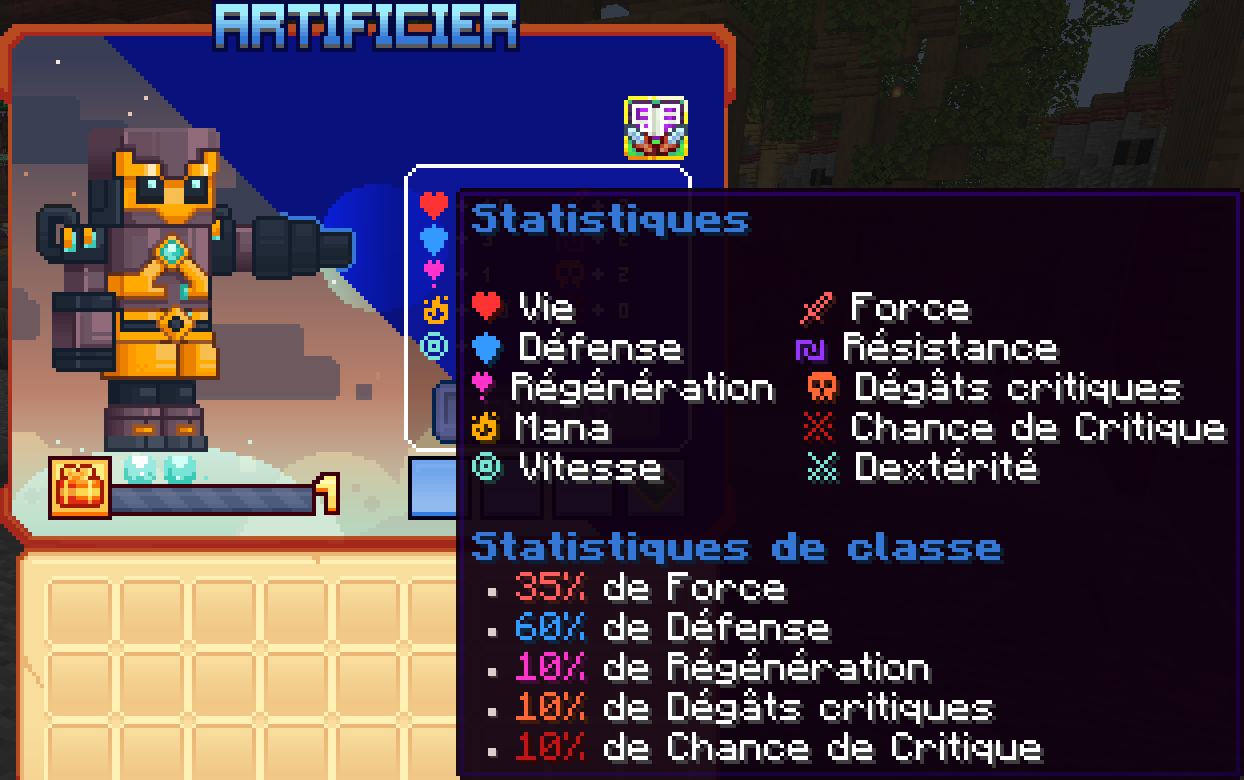 ARTIFICIER
Statistiques
Vie Force
Défense Résistance
Régénération Dégâts critiques
Mana Chance de Critique
Vitesse Dextérité
Statistiques de classe
• 35% de Force
• 60% de Défense
• 10% de Régénération
• 10% de Dégâts critiques
• 10% de Chance de Critique
1